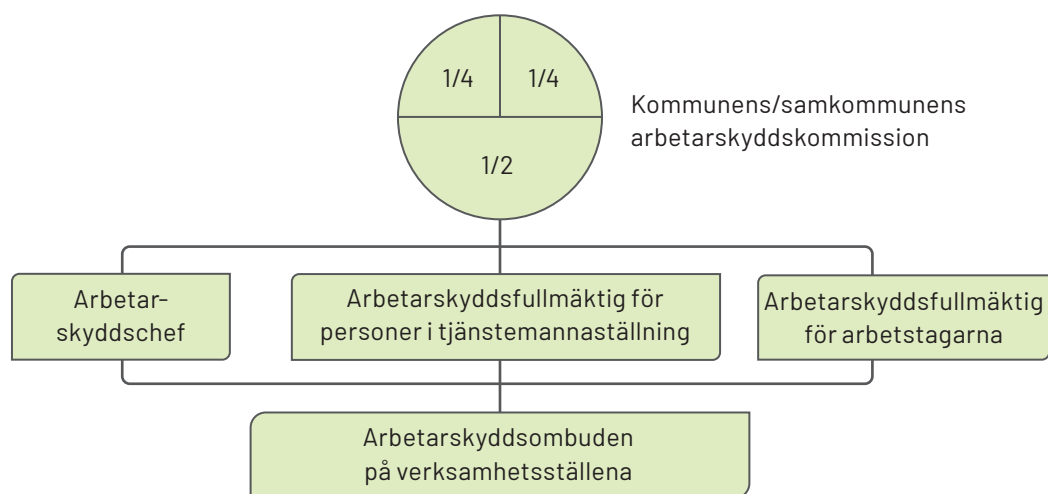 1/4
1/4
1/2
Kommunens/samkommunens
arbetarskyddskommission
Arbetar-
skyddschef
Arbetarskyddsfullmäktig för
personer i tjänstemannaställning
Arbetarskyddsfullmäktig
för arbetstagarna
Arbetarskyddsombuden
på verksamhetsställena